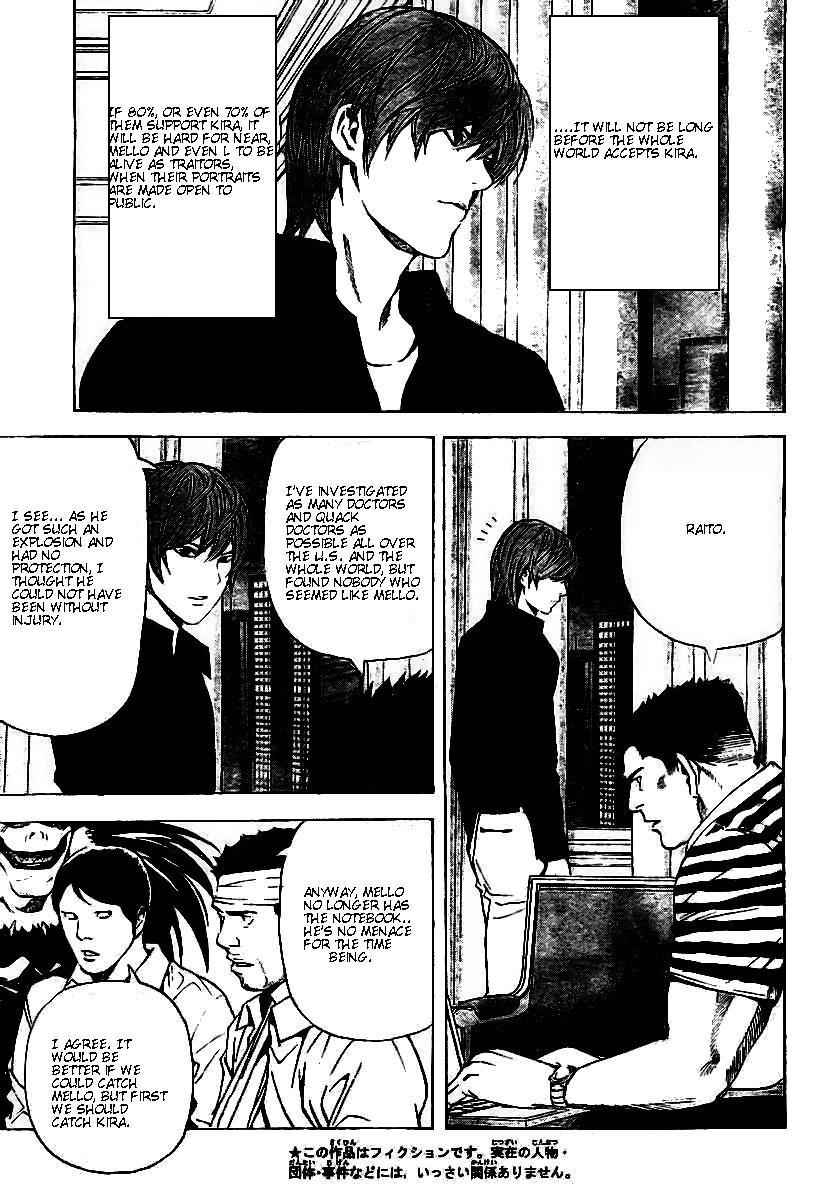 ....IT WILL NOT BE LONG
BEFORE THE WHOLE
WORLD ACCEPTS KIRA.
IF 80%, OR EVEN 70% OF
THEM SUPPORT KIRA, IT
WILL BE HARD FOR NEAR,
MELLO AND EVEN L TO BE
ALIVE AS TRAITORS,
WHEN THEIR PORTRAITS
ARE MADE OPEN TO
PUBLIC.
RAITO.
I'VE INVESTIGATED
AS MANY DOCTORS
AND QUACK
DOCTORS AS
POSSIBLE ALL OVER
THE U.S. AND THE
WHOLE WORLD, BUT
FOUND NOBODY WHO
SEEMED LIKE MELLO.
I SEE... AS HE
GOT SUCH AN
EXPLOSION AND
HAD NO
PROTECTION, I
THOUGHT HE
COULD NOT HAVE
BEEN WITHOUT
INJURY.
ANYWAY, MELLO
NO LONGER HAS
THE NOTEBOOK..
HE'S NO MENACE
FOR THE TIME
BEING.
I AGREE. IT
WOULD BE
BETTER IF WE
COULD CATCH
MELLO, BUT FIRST
WE SHOULD
CATCH KIRA.
★この作品はフィクションです。実在の人物・
団体・事件などには、いっさい関係ありません。